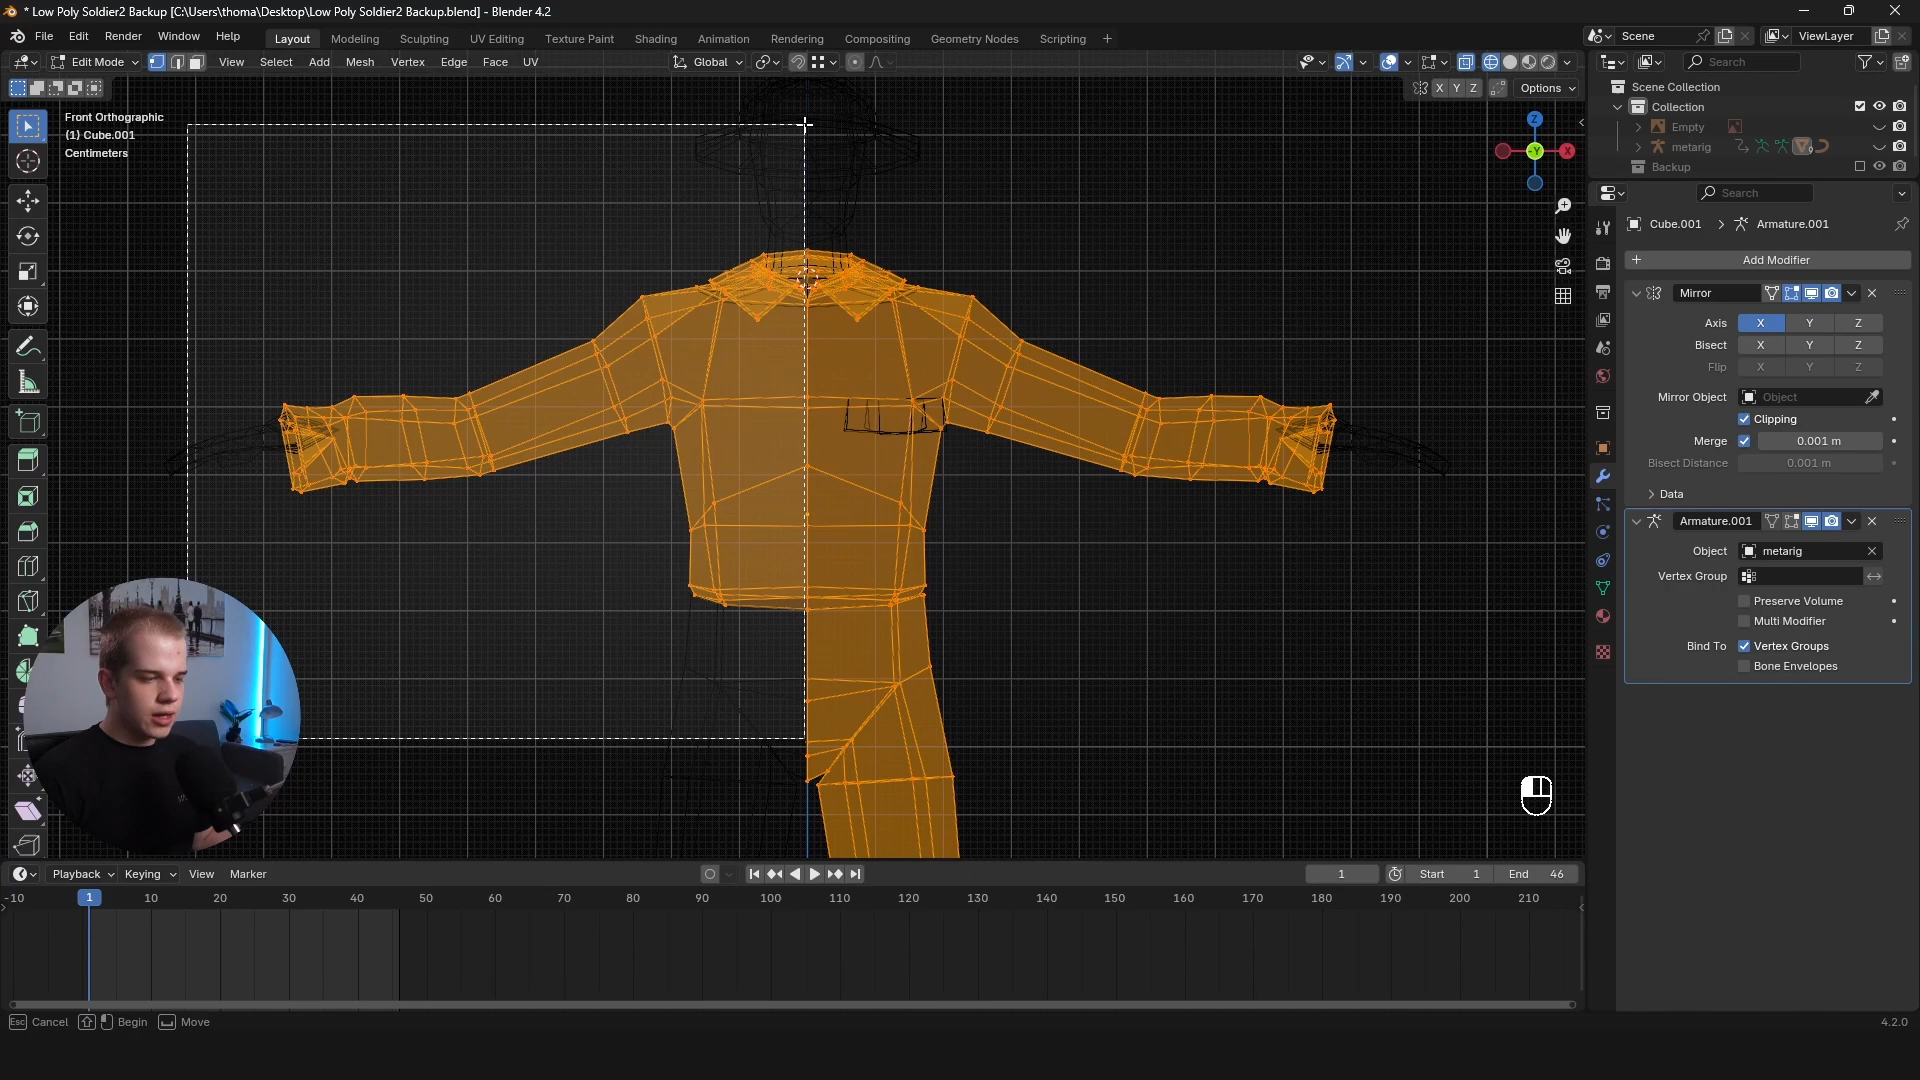 * Low Poly Soldier2 Backup [C:\Users\thoma\Desktop\Low Poly Soldier2 Backup.blend] - Blender 4.2
File Edit Render Window Help Layout Modeling Sculpting UV Editing Texture Paint Shading Animation Rendering Compositing Geometry Nodes Scripting + Scene ViewLayer
Edit Mode View Select Add Mesh Vertex Edge Face UV Global Search
X Y Z Options
Scene Collection
Collection
Empty
metarig
Backup
Front Orthographic
(1) Cube.001
Centimeters
Z
-Y
X
Search
Cube.001 > Armature.001
+ Add Modifier
Mirror
Axis X Y Z
Bisect X Y Z
Flip X Y Z
Mirror Object Object
Clipping
Merge 0.001 m
Bisect Distance 0.001 m
Data
Armature.001
Object metarig
Vertex Group
Preserve Volume
Multi Modifier
Bind To Vertex Groups
Bone Envelopes
Playback Keying View Marker 1 Start 1 End 46
-10 1 10 20 30 40 50 60 70 80 90 100 110 120 130 140 150 160 170 180 190 200 210
Esc Cancel Begin Move 4.2.0